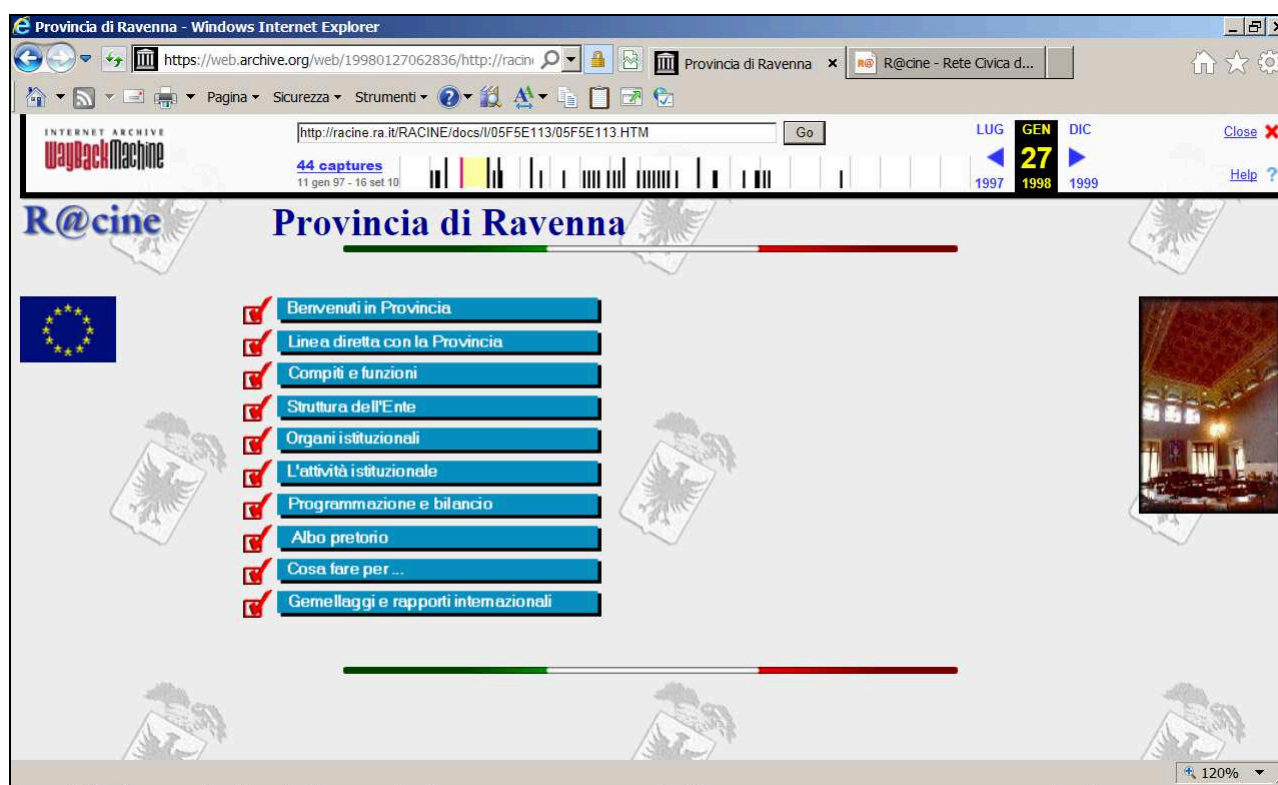 Provincia di Ravenna - Windows Internet Explorer
https://web.archive.org/web/19980127062836/http://racin
Provincia di Ravenna x
R@cine - Rete Civica d...
Pagina Sicurezza Strumenti
INTERNET ARCHIVE
WayBackMachine
http://racine.ra.it/RACINE/docs/I/05F5E113/05F5E113.HTM Go
44 captures
11 gen 97 - 16 set 10
LUG GEN DIC
27
1997 1998 1999
Close
Help ?
R@cine
Provincia di Ravenna
Benvenuti in Provincia
Linea diretta con la Provincia
Compiti e funzioni
Struttura dell'Ente
Organi istituzionali
L'attività istituzionale
Programmazione e bilancio
Albo pretorio
Cosa fare per ...
Gemellaggi e rapporti internazionali
120%